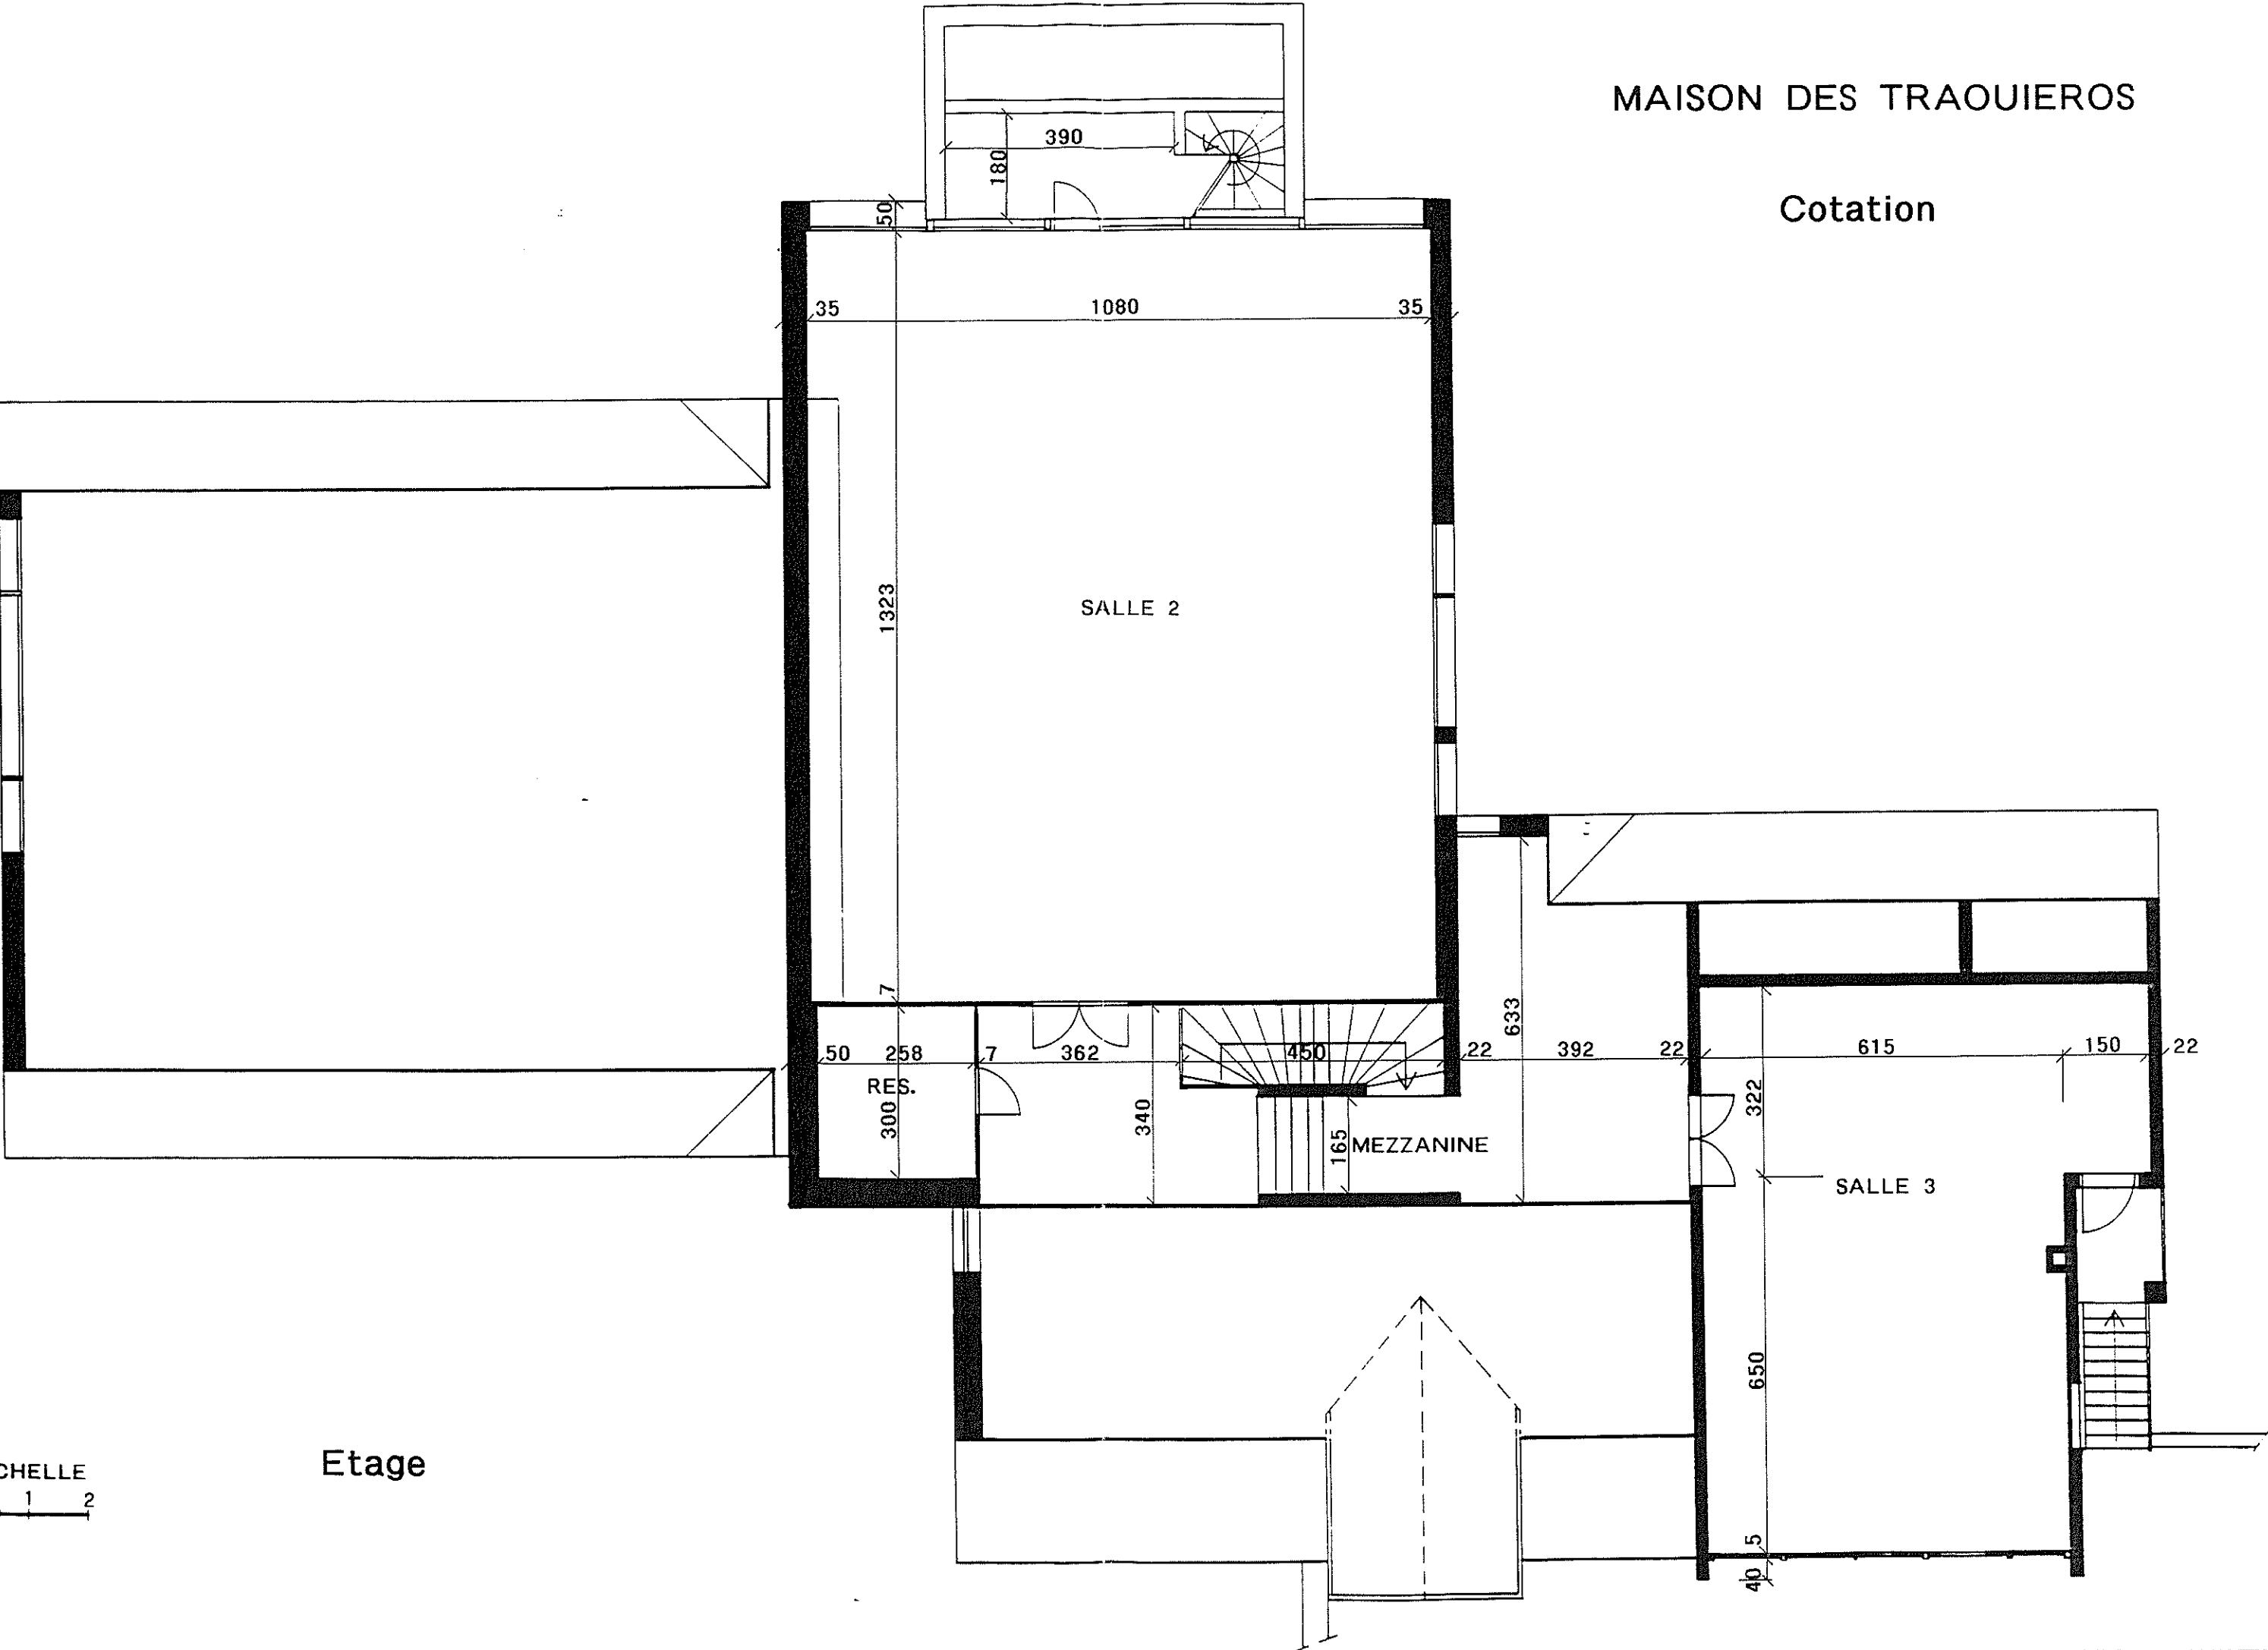 MAISON DES TRAOUIEROS
390
180
Cotation
50
35 1080 35
1323
SALLE 2
7
633
50 258 7 362 450 22 392 22 615 150 22
RES.
300
340
322
165
MEZZANINE
SALLE 3
650
Etage
CHELLE
1 2
5
40